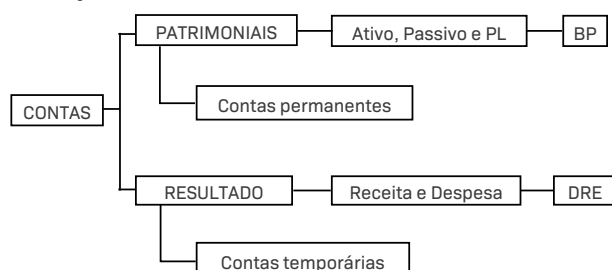 PATRIMONIAIS Ativo, Passivo e PL BP
Contas permanentes
CONTAS
RESULTADO Receita e Despesa DRE
Contas temporárias